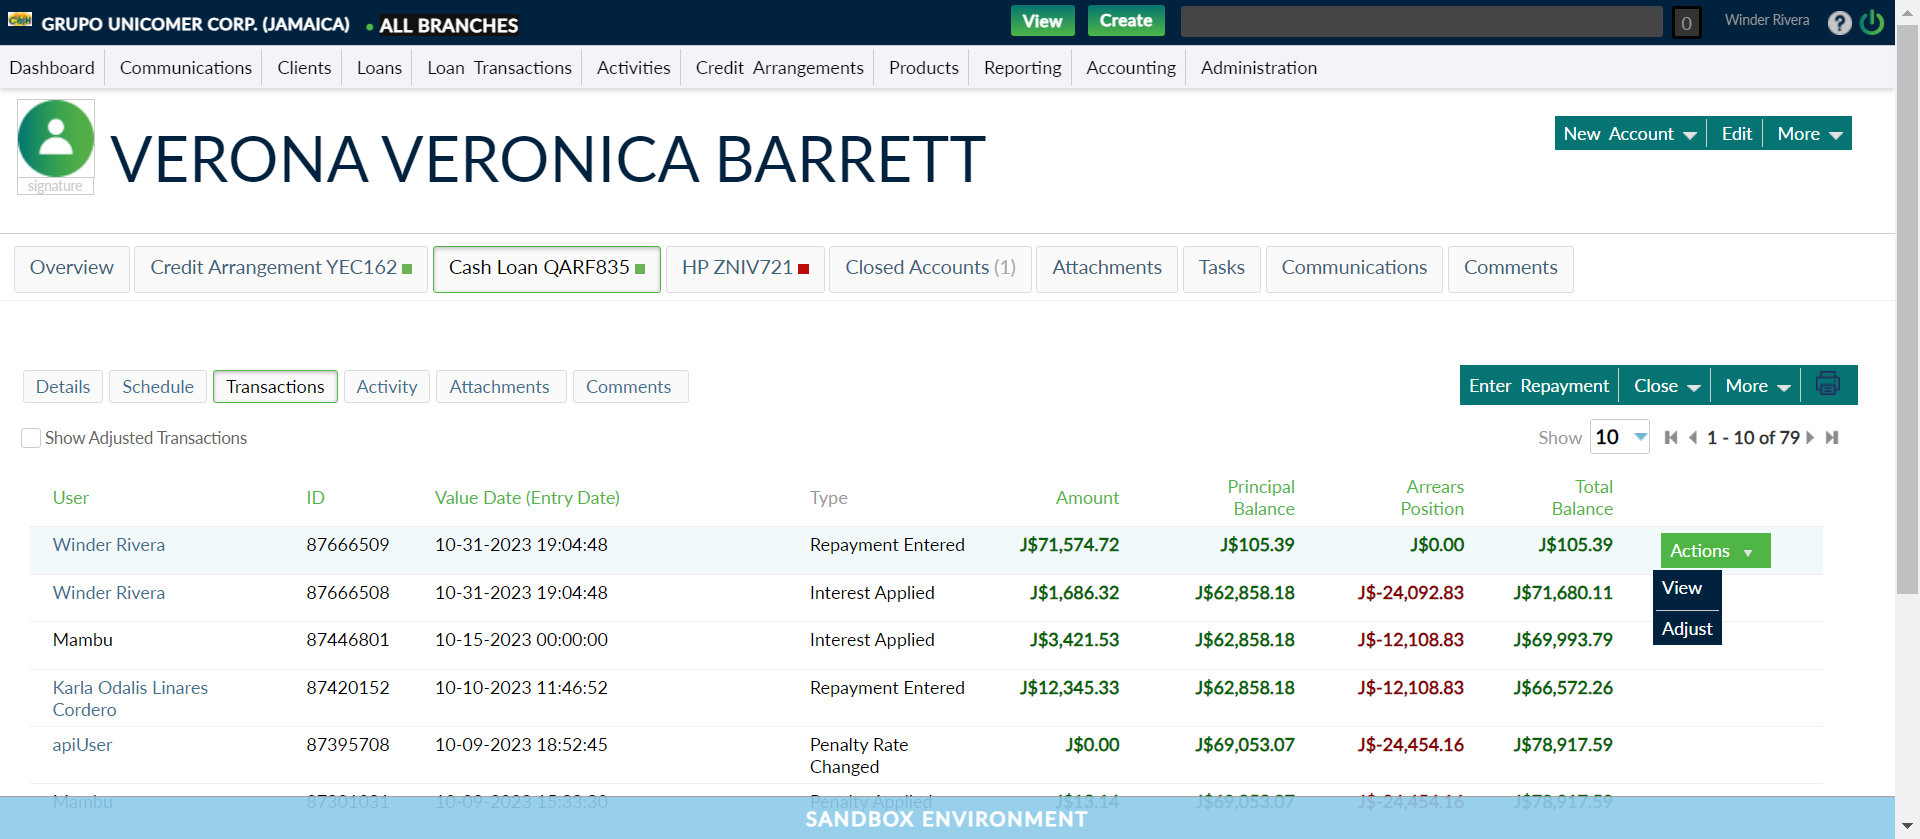 GRUPO UNICOMER CORP. (JAMAICA) ALL BRANCHES View Create 0 Winder Rivera ?
Dashboard Communications Clients Loans Loan Transactions Activities Credit Arrangements Products Reporting Accounting Administration
signature
VERONA VERONICA BARRETT
New Account Edit More
Overview Credit Arrangement YEC162 Cash Loan QARF835 HP ZNIV721 Closed Accounts (1) Attachments Tasks Communications Comments
Details Schedule Transactions Activity Attachments Comments
Enter Repayment Close More
Show Adjusted Transactions
Show 10 1 - 10 of 79
User ID Value Date (Entry Date) Type Amount Principal Balance Arrears Position Total Balance
Winder Rivera 87666509 10-31-2023 19:04:48 Repayment Entered J$71,574.72 J$105.39 J$0.00 J$105.39 Actions
View
Adjust
Winder Rivera 87666508 10-31-2023 19:04:48 Interest Applied J$1,686.32 J$62,858.18 J$-24,092.83 J$71,680.11
Mambu 87446801 10-15-2023 00:00:00 Interest Applied J$3,421.53 J$62,858.18 J$-12,108.83 J$69,993.79
Karla Odalis Linares Cordero 87420152 10-10-2023 11:46:52 Repayment Entered J$12,345.33 J$62,858.18 J$-12,108.83 J$66,572.26
apiUser 87395708 10-09-2023 18:52:45 Penalty Rate Changed J$0.00 J$69,053.07 J$-24,454.16 J$78,917.59
Mambu 87301031 10-09-2023 15:33:30 Penalty Applied J$13.14 J$69,053.07 J$-24,454.16 J$78,917.59
SANDBOX ENVIRONMENT